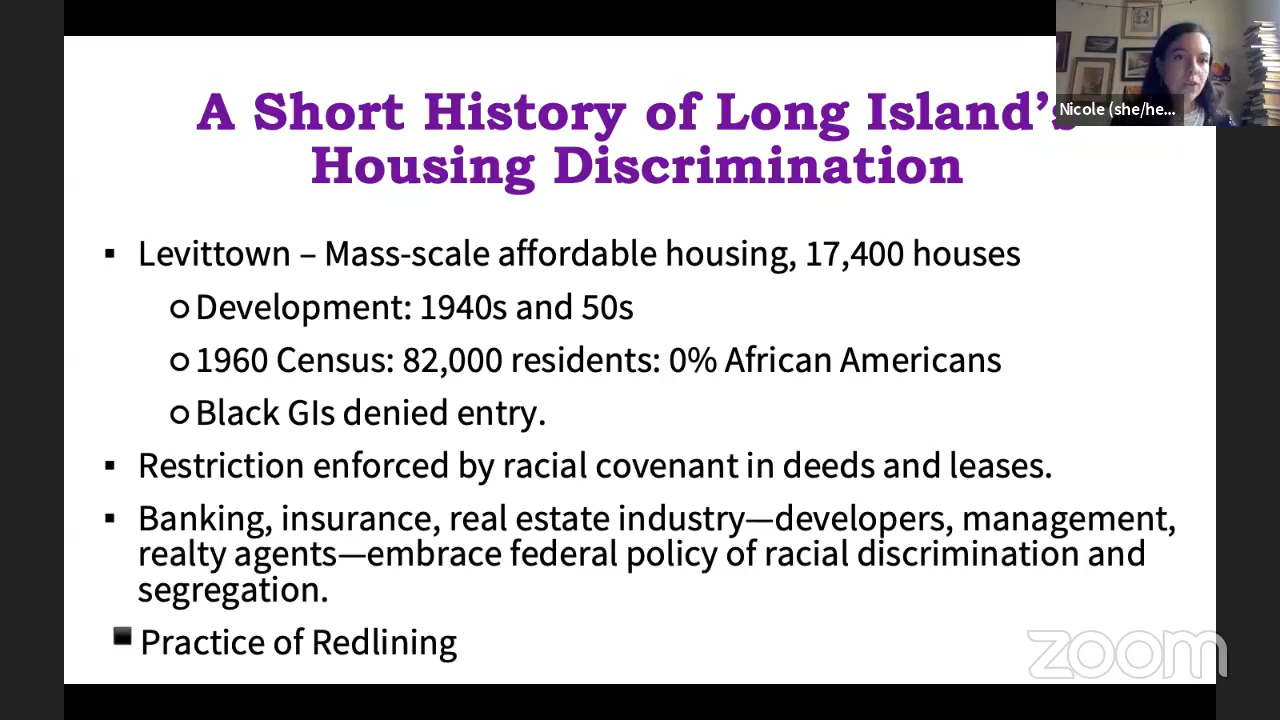 A Short History of Long Island's
Housing Discrimination
Nicole (she/he...
▪ Levittown – Mass-scale affordable housing, 17,400 houses
o Development: 1940s and 50s
o 1960 Census: 82,000 residents: 0% African Americans
o Black GIs denied entry.
▪ Restriction enforced by racial covenant in deeds and leases.
▪ Banking, insurance, real estate industry—developers, management,
realty agents—embrace federal policy of racial discrimination and
segregation.
▪ Practice of Redlining
zoom